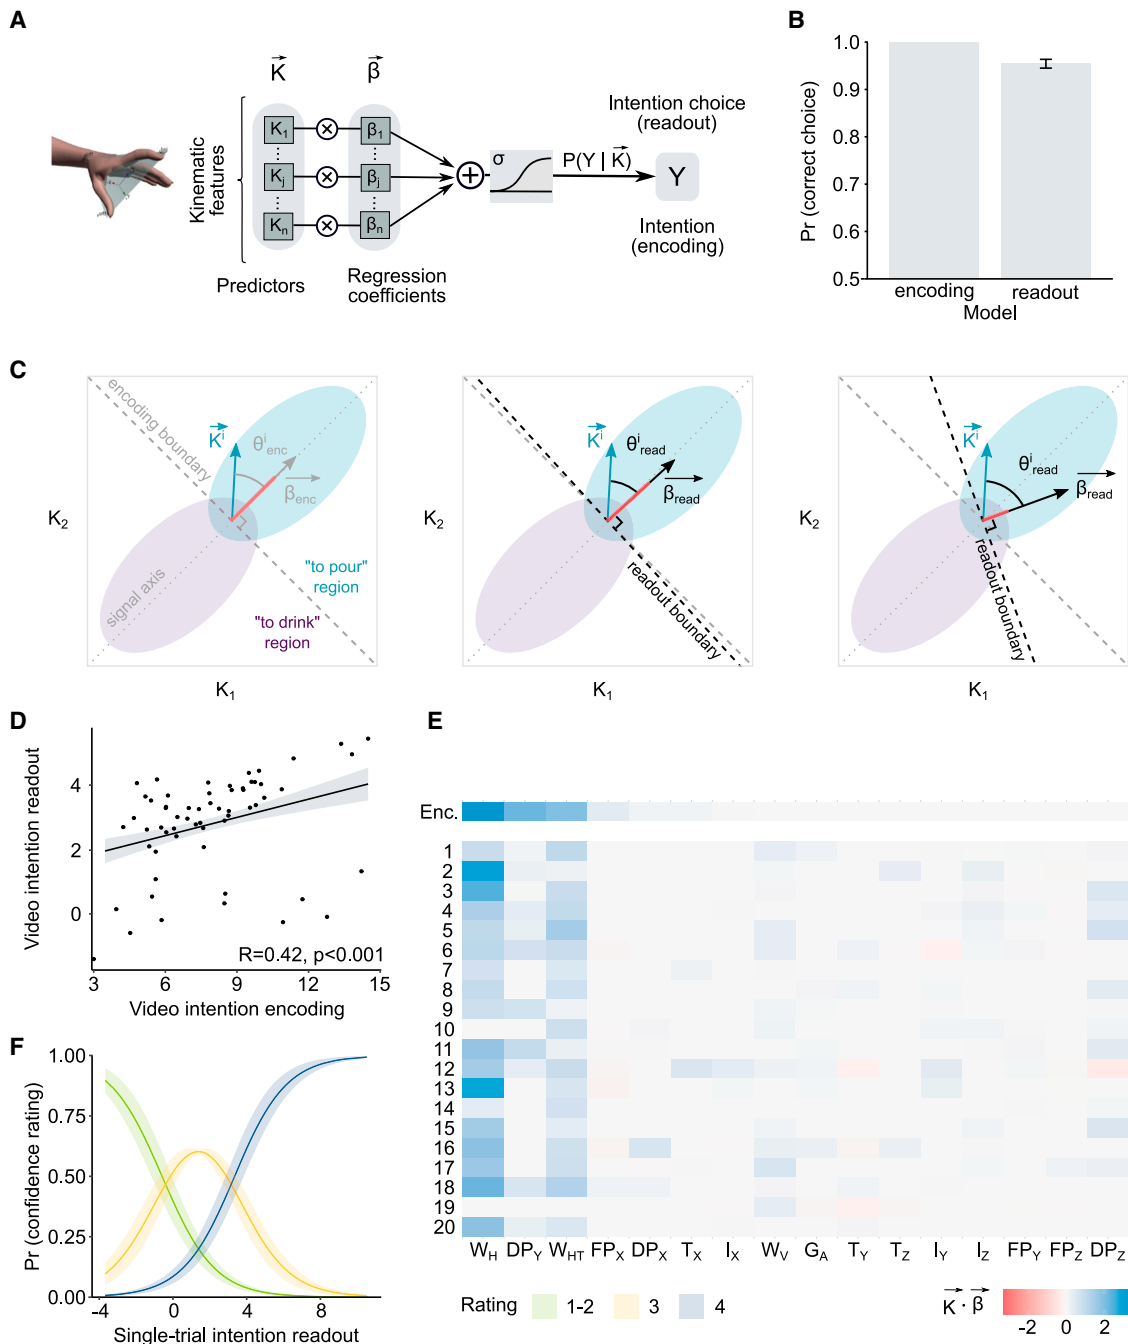 A
K
β
Kinematic features
K1
Kj
Kn
β1
βj
βn
σ
P(Y | K)
Intention choice
(readout)
Y
Intention
(encoding)
Predictors
Regression
coefficients
B
Pr (correct choice)
1.0
0.9
0.8
0.7
0.6
0.5
encoding
readout
Model
C
encoding boundary
Ki
θi enc
βenc
K2
signal axis
"to pour"
region
"to drink"
region
K1
Ki
θi read
βread
K2
readout boundary
K1
Ki
θi read
βread
K2
readout boundary
K1
D
Video intention readout
4
2
0
R=0.42, p<0.001
3 6 9 12 15
Video intention encoding
E
Enc.
1
2
3
4
5
6
7
8
9
10
11
12
13
14
15
16
17
18
19
20
WH DPY WHT FPX DPX TX IX WV GA TY TZ IY IZ FPY FPZ DPZ
Rating 1-2 3 4
K · β
-2 0 2
F
Pr (confidence rating)
1.00
0.75
0.50
0.25
0.00
-4 0 4 8
Single-trial intention readout